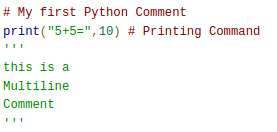 # My first Python Comment
print("5+5=",10) # Printing Command
'''
this is a
Multiline
Comment
'''